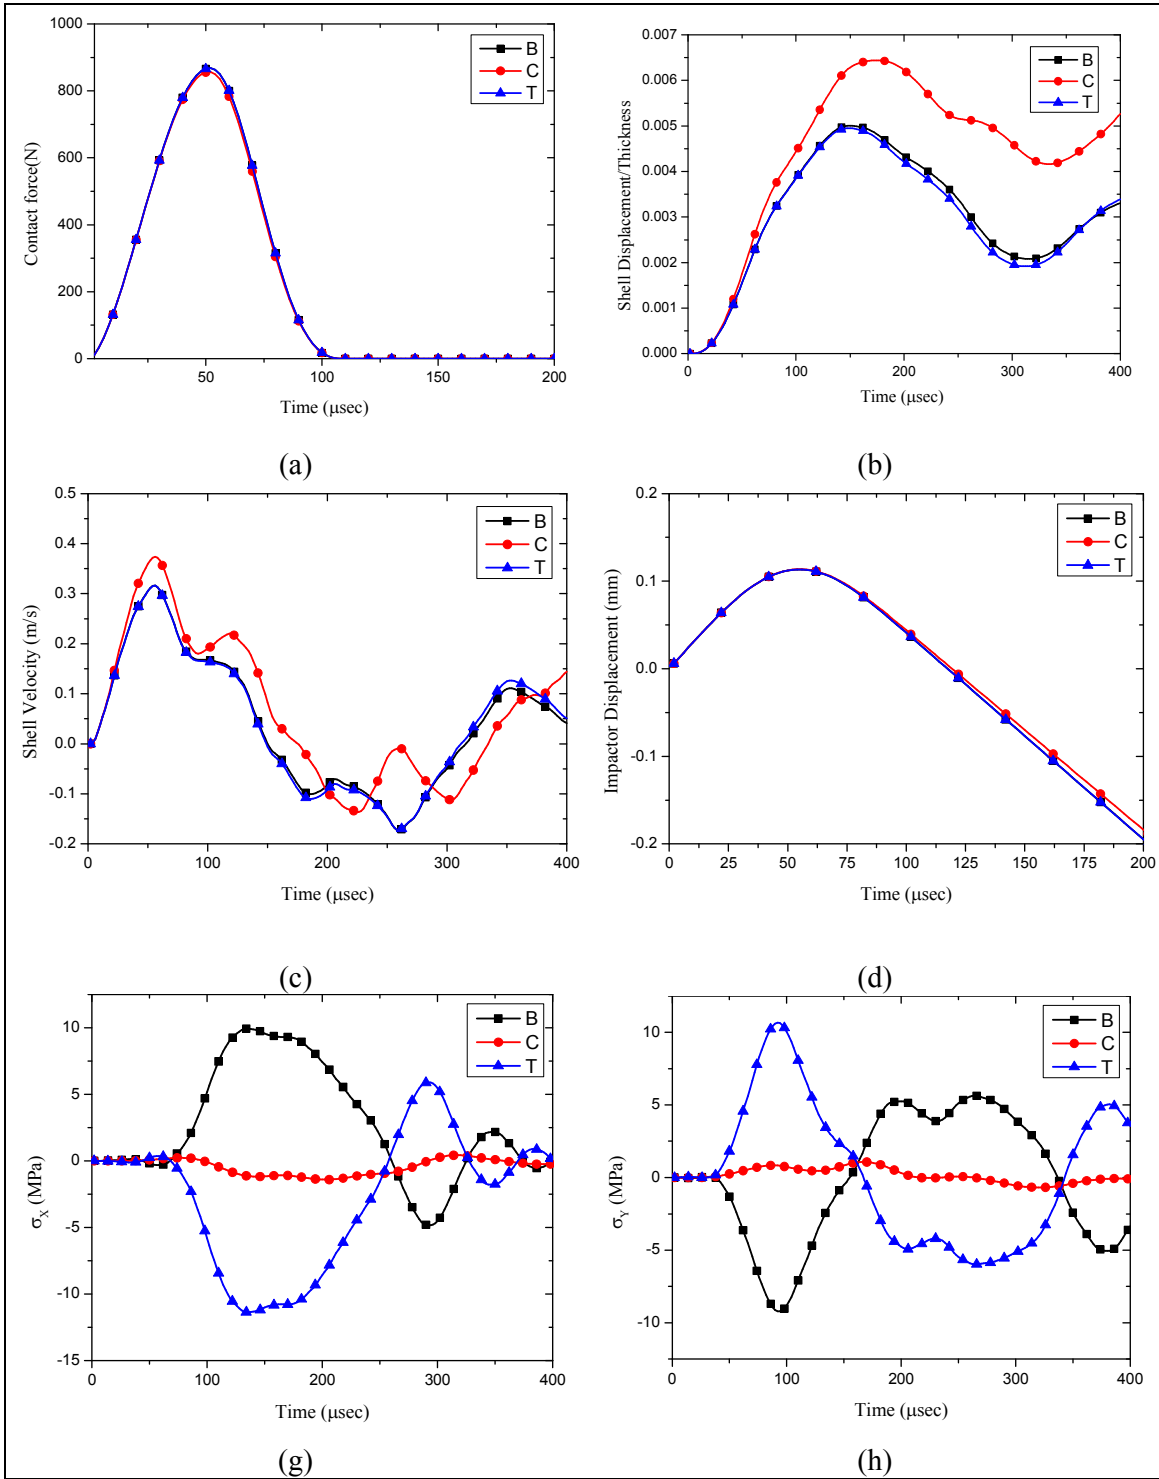 1000
800
600
400
200
0
50
100
150
200
Contact force(N)
Time (μsec)
B
C
T
(a)
0.007
0.006
0.005
0.004
0.003
0.002
0.001
0.000
0
100
200
300
400
Shell Displacement/Thickness
Time (μsec)
B
C
T
(b)
0.5
0.4
0.3
0.2
0.1
0.0
-0.1
-0.2
0
100
200
300
400
Shell Velocity (m/s)
Time (μsec)
B
C
T
(c)
0.2
0.1
0.0
-0.1
-0.2
0
25
50
75
100
125
150
175
200
Impactor Displacement (mm)
Time (μsec)
B
C
T
(d)
10
5
0
-5
-10
-15
0
100
200
300
400
σX (MPa)
Time (μsec)
B
C
T
(g)
10
5
0
-5
-10
0
100
200
300
400
σY (MPa)
Time (μsec)
B
C
T
(h)